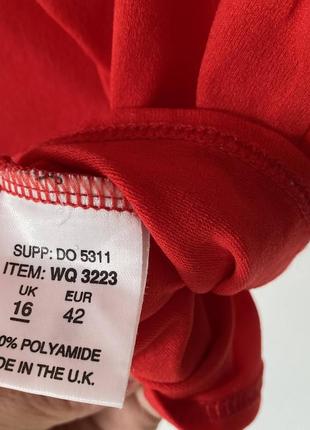 SUPP: DO 5311
ITEM: WQ 3223
UK EUR
16 42
0% POLYAMIDE
DE IN THE U.K.